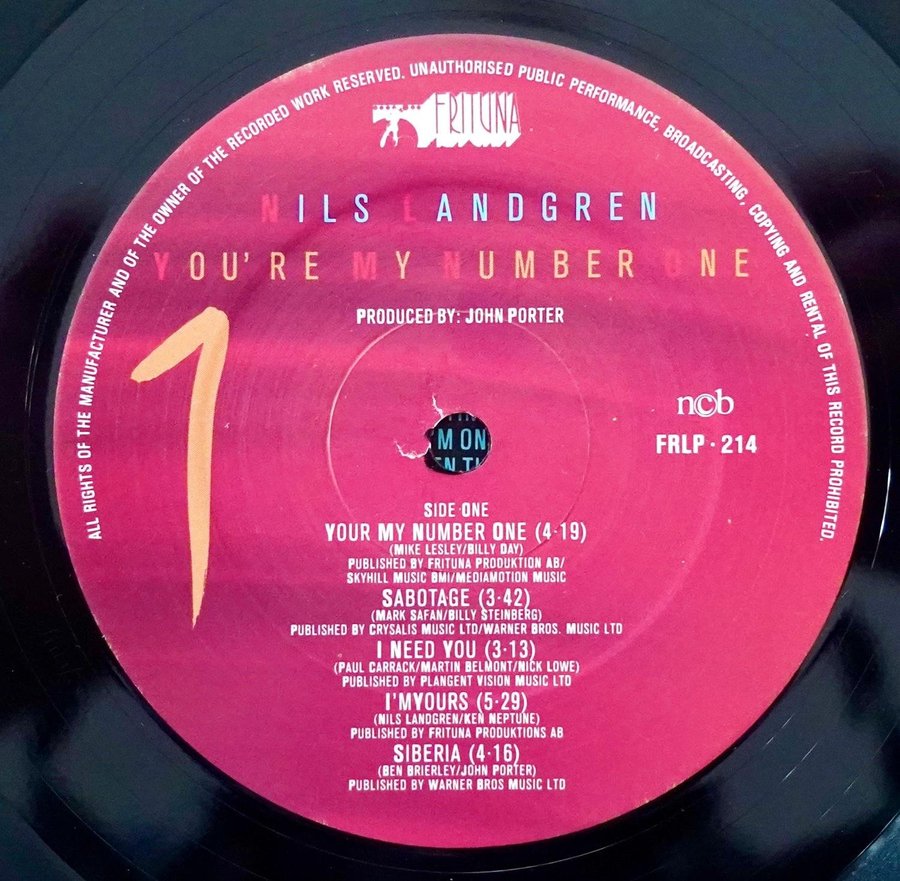 ALL RIGHTS OF THE MANUFACTURER AND OF THE OWNER OF THE RECORDED WORK RESERVED. UNAUTHORISED PUBLIC PERFORMANCE, BROADCASTING, COPYING AND RENTAL OF THIS RECORD PROHIBITED.
FRITUNA
NILS LANDGREN
YOU'RE MY NUMBER ONE
PRODUCED BY: JOHN PORTER
1
ncb
FRLP · 214
'M ON
EN TH
SIDE ONE
YOUR MY NUMBER ONE (4·19)
(MIKE LESLEY/BILLY DAY)
PUBLISHED BY FRITUNA PRODUKTION AB/
SKYHILL MUSIC BMI/MEDIAMOTION MUSIC
SABOTAGE (3·42)
(MARK SAFAN/BILLY STEINBERG)
PUBLISHED BY CRYSALIS MUSIC LTD/WARNER BROS. MUSIC LTD
I NEED YOU (3·13)
(PAUL CARRACK/MARTIN BELMONT/NICK LOWE)
PUBLISHED BY PLANGENT VISION MUSIC LTD
I'MYOURS (5·29)
(NILS LANDGREN/KEN NEPTUNE)
PUBLISHED BY FRITUNA PRODUKTIONS AB
SIBERIA (4·16)
(BEN BRIERLEY/JOHN PORTER)
PUBLISHED BY WARNER BROS MUSIC LTD